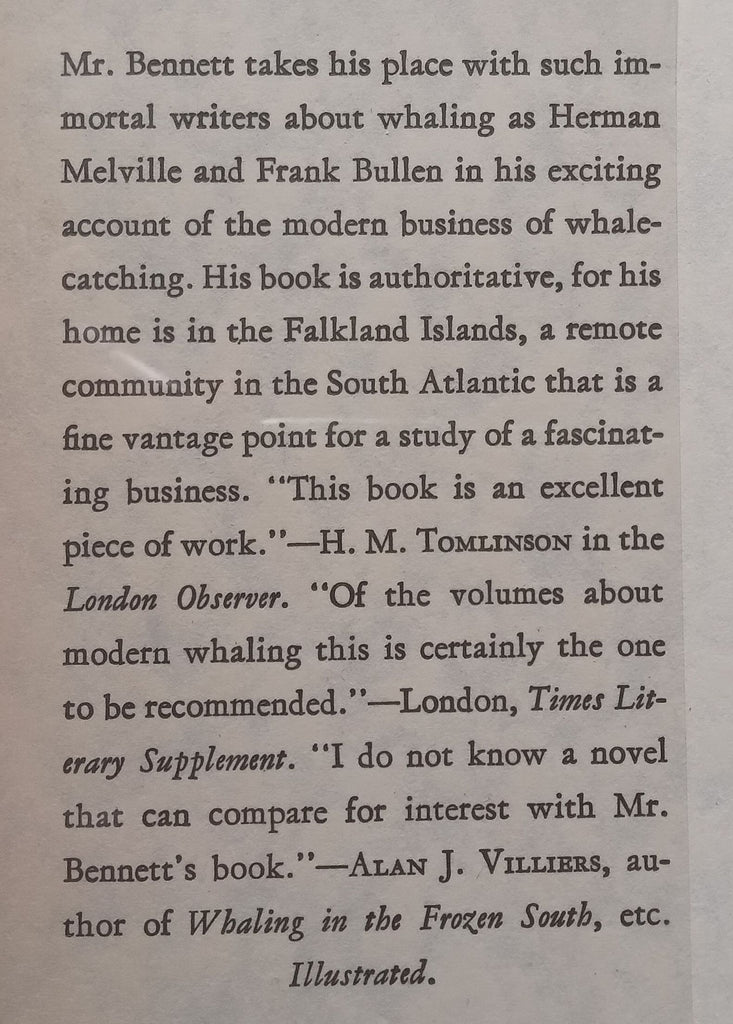 Mr. Bennett takes his place with such im-
mortal writers about whaling as Herman
Melville and Frank Bullen in his exciting
account of the modern business of whale-
catching. His book is authoritative, for his
home is in the Falkland Islands, a remote
community in the South Atlantic that is a
fine vantage point for a study of a fascinat-
ing business. “This book is an excellent
piece of work.”—H. M. TOMLINSON in the
London Observer. “Of the volumes about
modern whaling this is certainly the one
to be recommended.”—London, Times Lit-
erary Supplement. “I do not know a novel
that can compare for interest with Mr.
Bennett's book.”—ALAN J. VILLIERS, au-
thor of Whaling in the Frozen South, etc.
Illustrated.